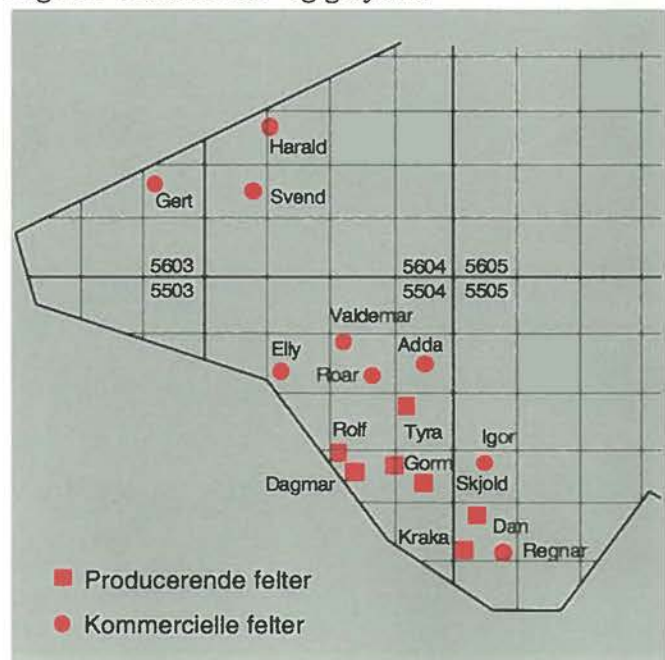 Harald
Gert
Svend
5603
5604
5605
5503
5504
5505
Valdemar
Elly
Adda
Roar
Rolf
Tyra
Igor
Gorm
Dagmar
Skjold
Dan
Kraka
Regnar
Producerende felter
Kommercielle felter